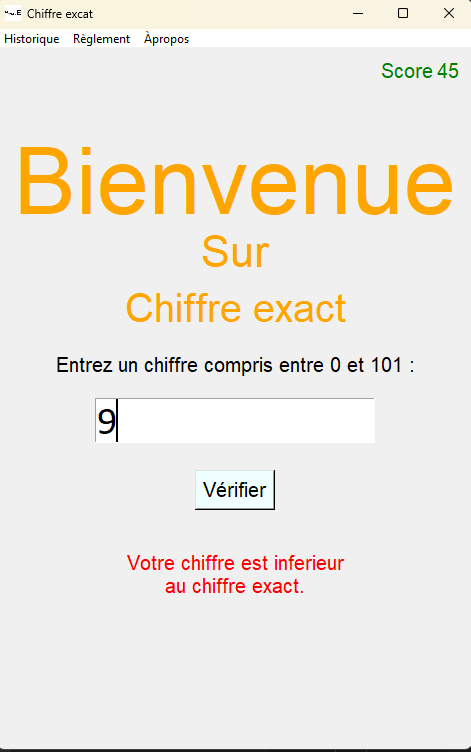 Chiffre excat
Historique Règlement Àpropos
Score 45
Bienvenue
Sur
Chiffre exact
Entrez un chiffre compris entre 0 et 101 :
9
Vérifier
Votre chiffre est inferieur
au chiffre exact.